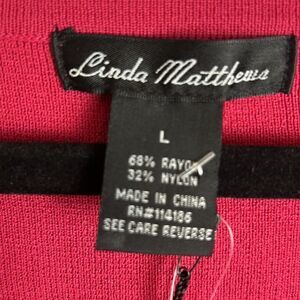 Linda Matthews
L
68% RAYON
32% NYLON
MADE IN CHINA
RN#114186
SEE CARE REVERSE